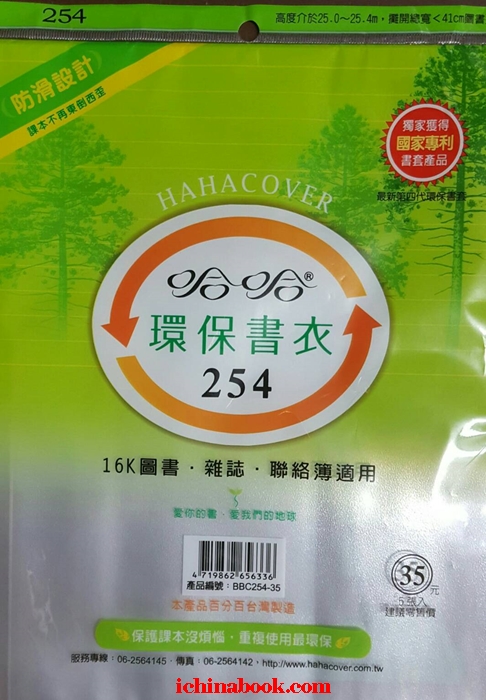 254
高度介於25.0～25.4m，攤開總寬＜41cm圖書
防滑設計
課本不再東倒西歪
獨家獲得
國家專利
書套產品
最新第四代環保書套
HAHACOVER
哈哈®
環保書衣
254
16K圖書．雜誌．聯絡簿適用
愛你的書．愛我們的地球
4719862656336
產品編號：BBC254-35
35元
5張入
建議零售價
本產品百分百台灣製造
保護課本沒煩惱．重複使用最環保
服務專線：06-2564145．傳真：06-2564142．http://www.hahacover.com.tw
ichinabook.com